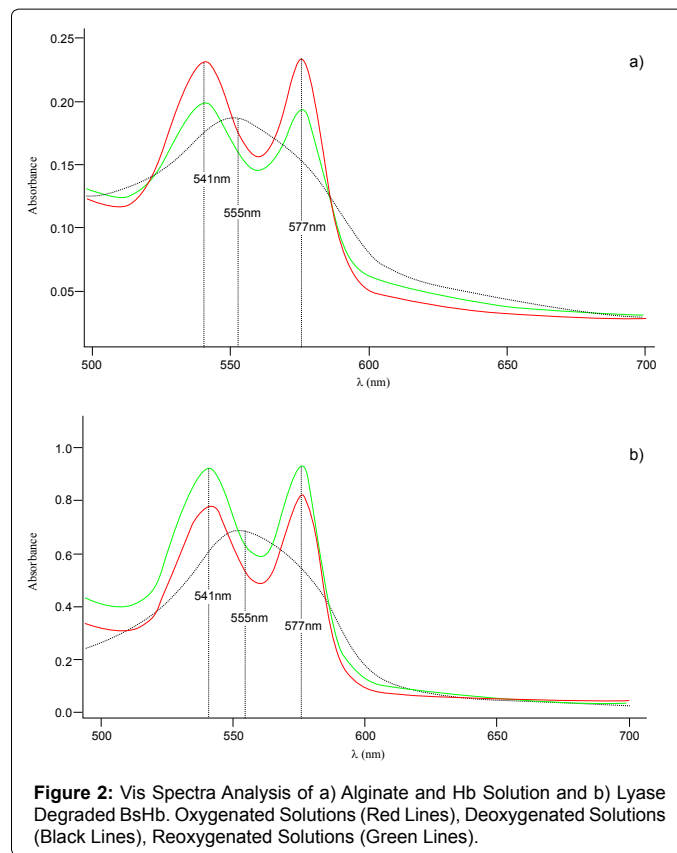 0.25
a)
0.20
0.15
Absorbance
541nm
555nm
0.10
577nm
0.05
500
550
600
650
700
λ (nm)
1.0
b)
0.8
0.6
Absorbance
0.4
541nm
555nm
577nm
0.2
0.0
500
550
600
650
700
λ (nm)
Figure 2: Vis Spectra Analysis of a) Alginate and Hb Solution and b) Lyase
Degraded BsHb. Oxygenated Solutions (Red Lines), Deoxygenated Solutions
(Black Lines), Reoxygenated Solutions (Green Lines).